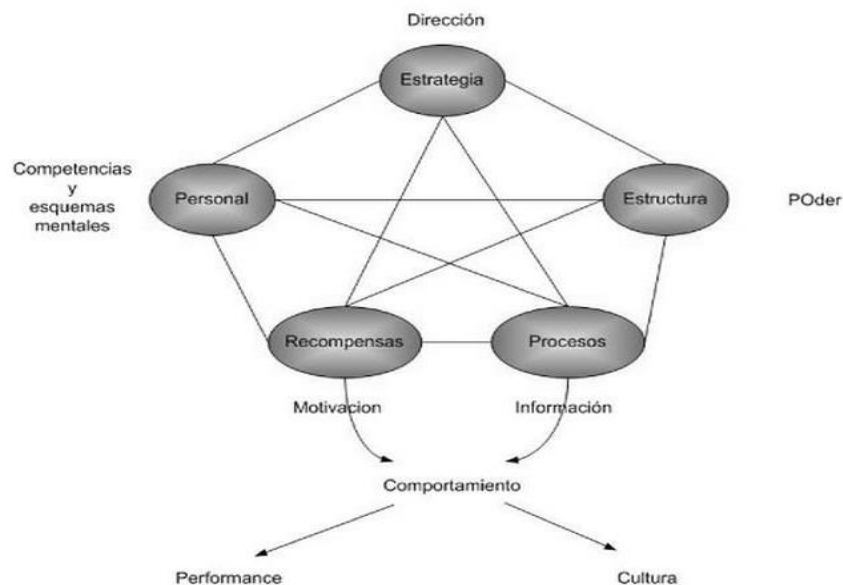 Dirección
Estrategia
Competencias
y
esquemas
mentales
Personal
Estructura
POder
Recompensas
Procesos
Motivacion
Información
Comportamiento
Performance
Cultura